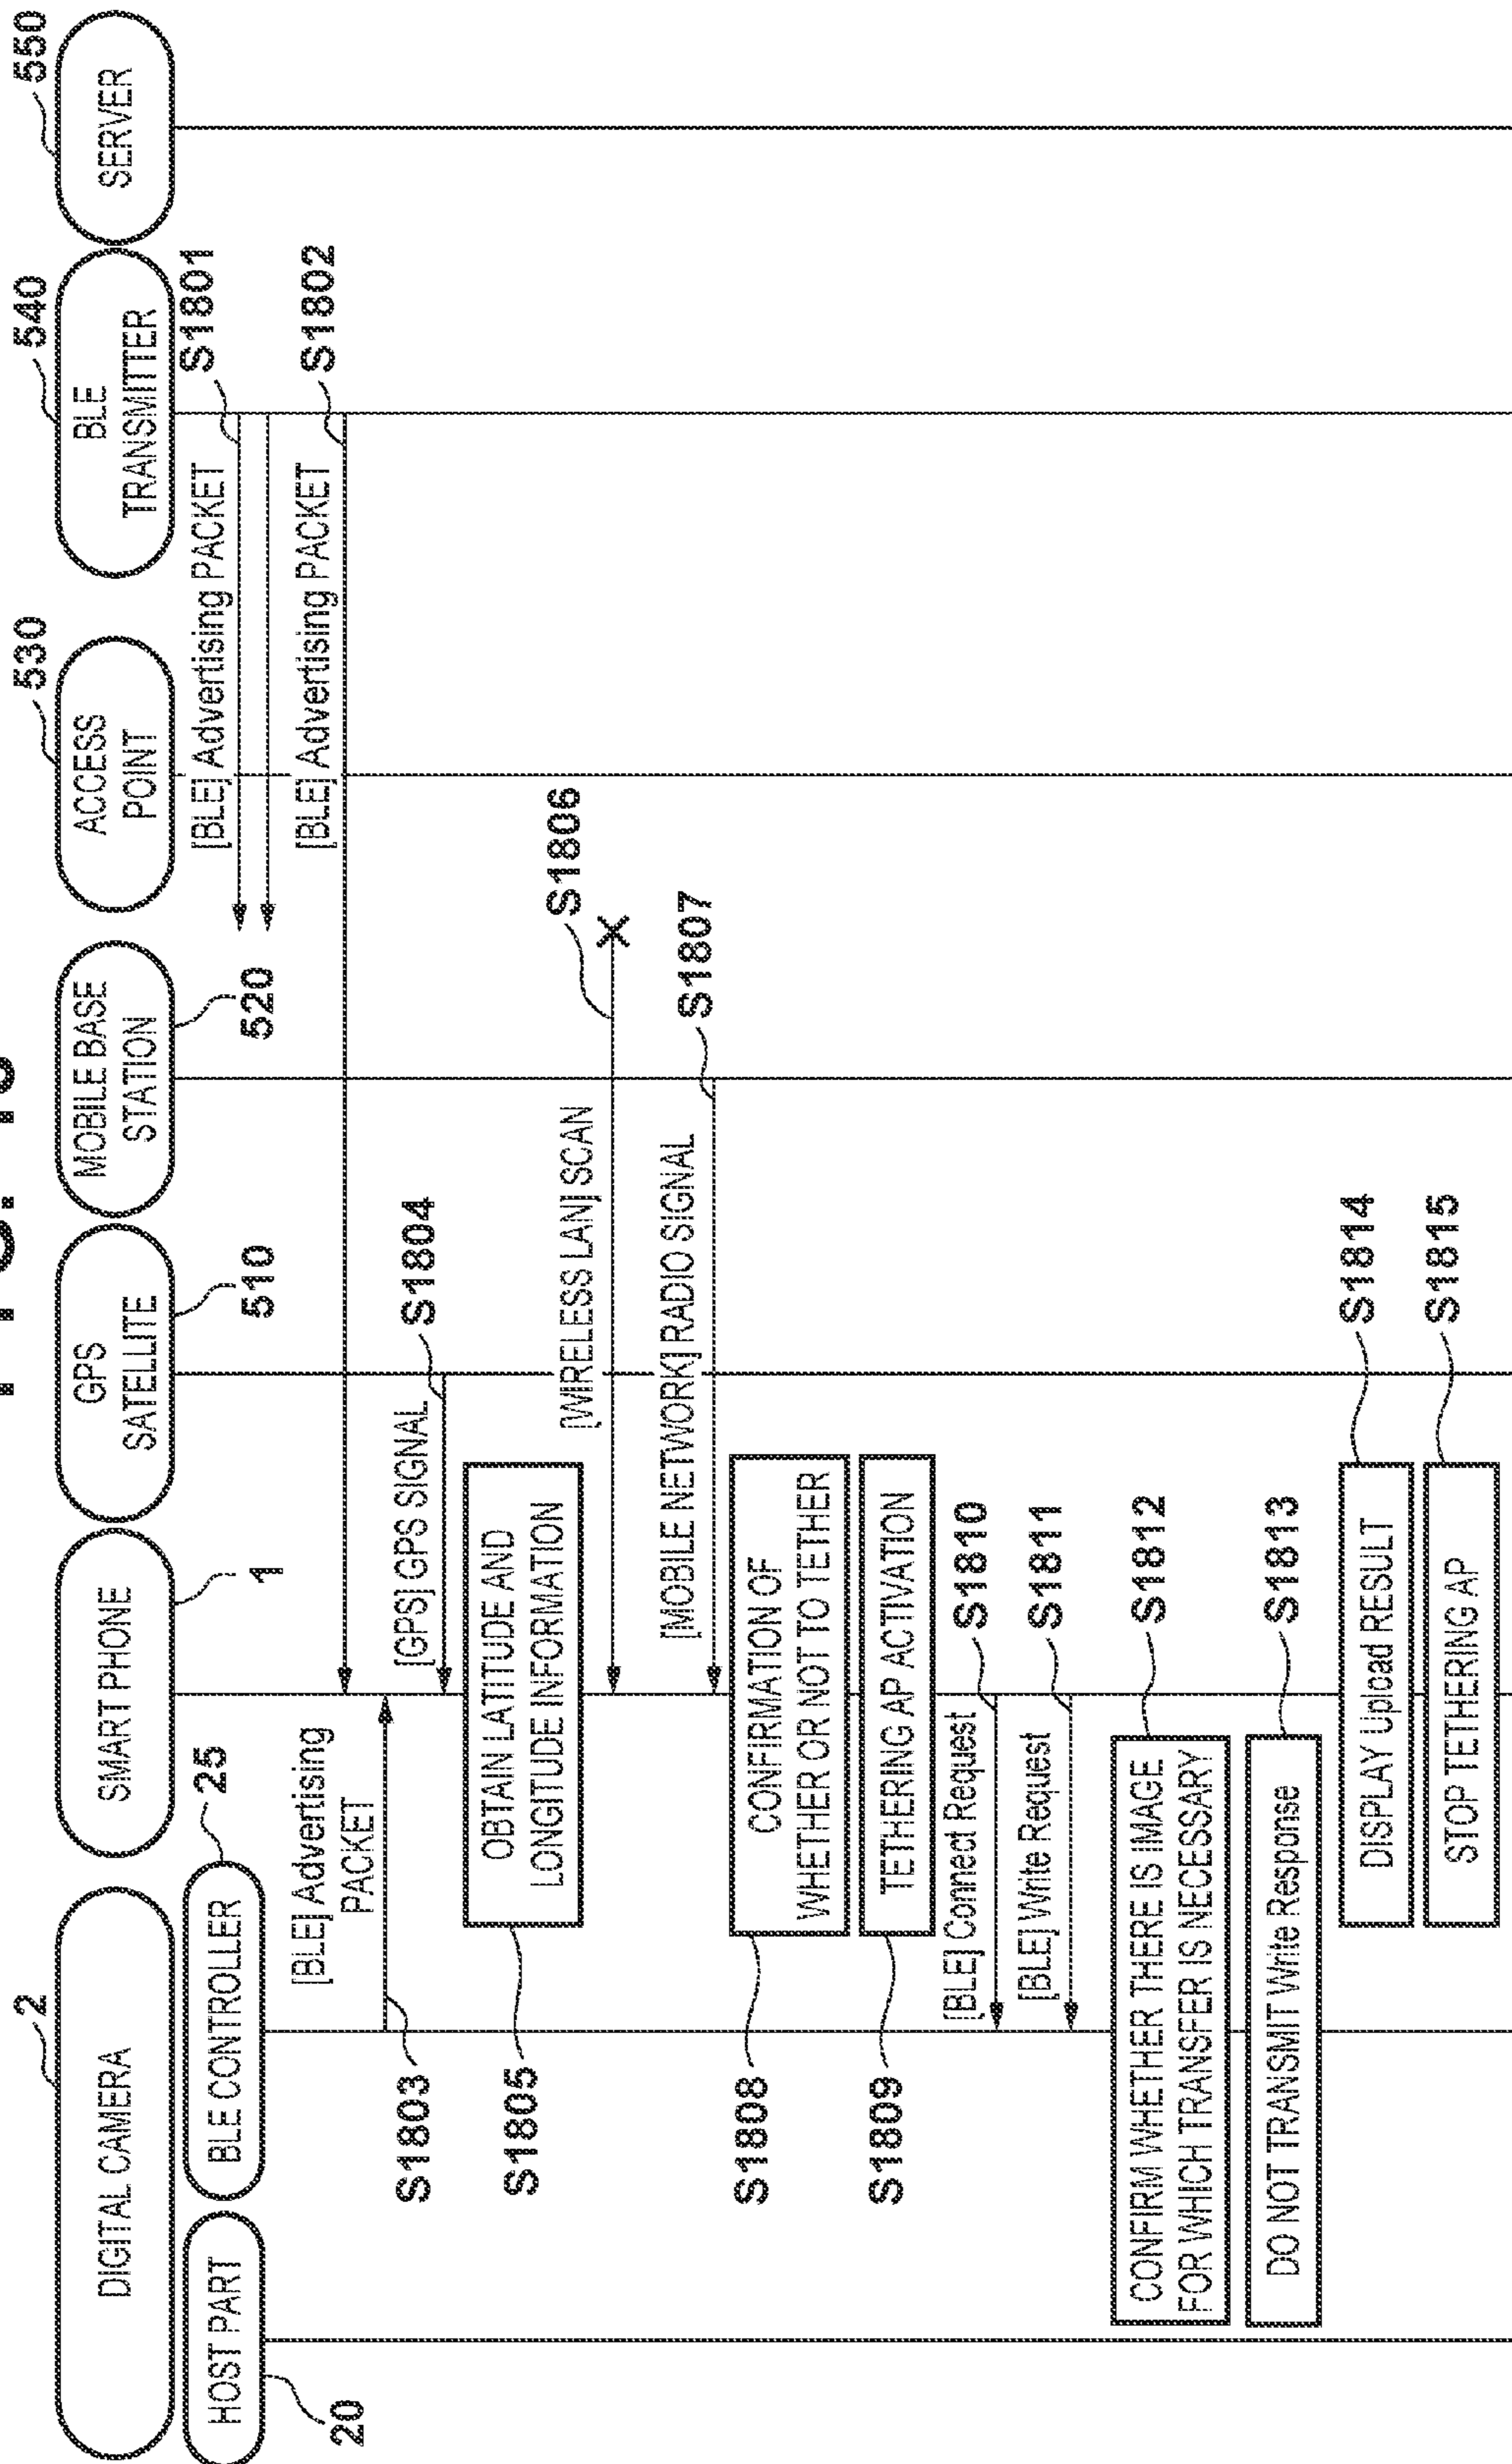 2
DIGITAL CAMERA
HOST PART
20
BLE CONTROLLER
25
SMART PHONE
1
GPS
SATELLITE
510
MOBILE BASE
STATION
520
ACCESS
POINT
530
BLE
TRANSMITTER
540
SERVER
550
[BLE] Advertising PACKET
S1801
[BLE] Advertising PACKET
S1802
[BLE] Advertising
PACKET
S1803
[GPS] GPS SIGNAL
S1804
OBTAIN LATITUDE AND
LONGITUDE INFORMATION
S1805
[WIRELESS LAN] SCAN
S1806
[MOBILE NETWORK] RADIO SIGNAL
S1807
CONFIRMATION OF
WHETHER OR NOT TO TETHER
S1808
TETHERING AP ACTIVATION
S1809
[BLE] Connect Request
S1810
[BLE] Write Request
S1811
CONFIRM WHETHER THERE IS IMAGE
FOR WHICH TRANSFER IS NECESSARY
S1812
DO NOT TRANSMIT Write Response
S1813
DISPLAY Upload RESULT
S1814
STOP TETHERING AP
S1815